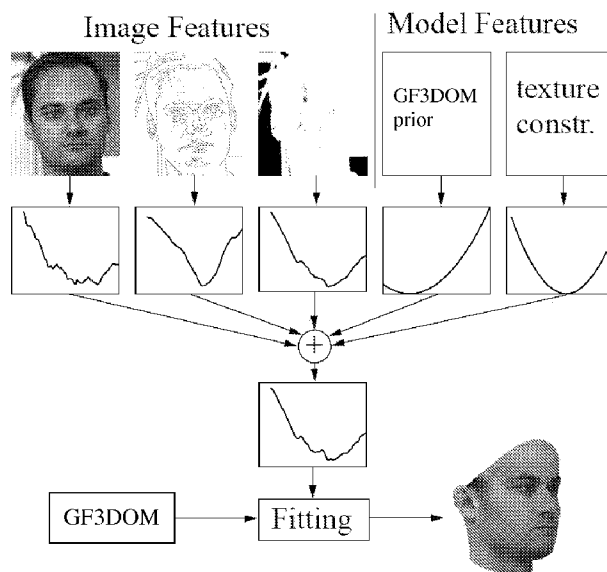 Image Features
Model Features
GF3DOM
prior
texture
constr.
+
GF3DOM
Fitting